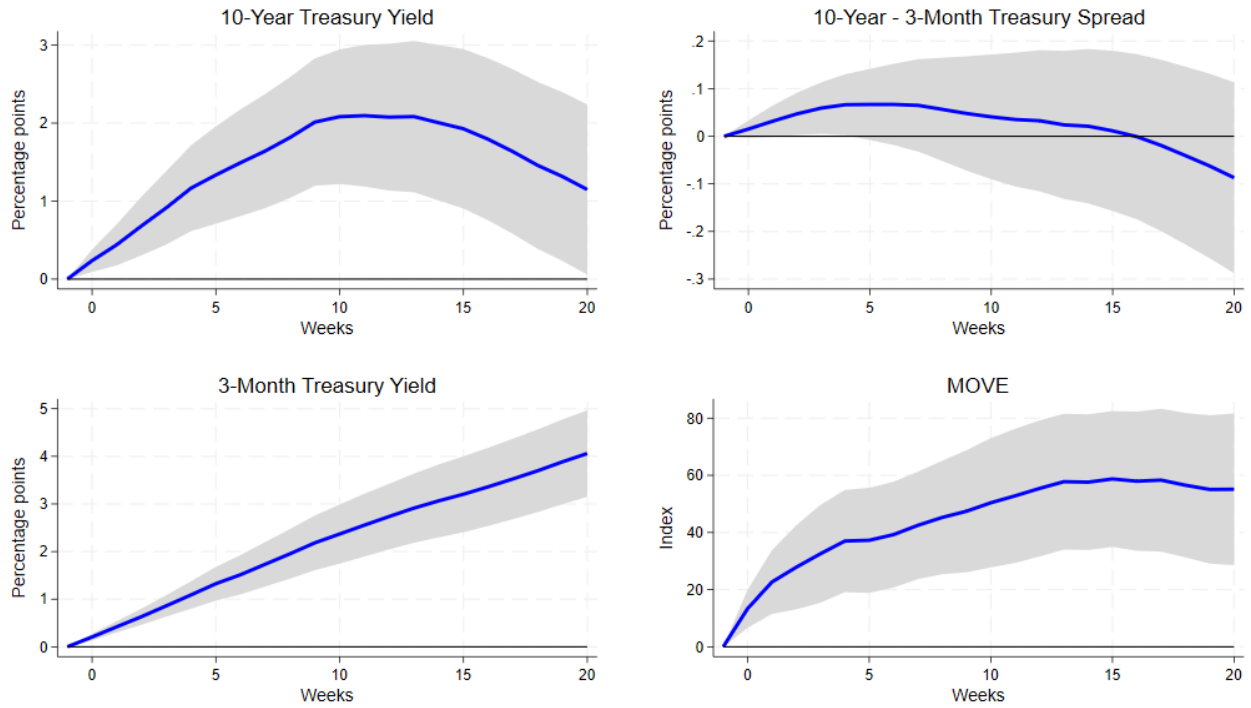 10-Year Treasury Yield
Percentage points
3
2
1
0
0 5 10 15 20
Weeks
10-Year - 3-Month Treasury Spread
Percentage points
.2
.1
0
-.1
-.2
-.3
0 5 10 15 20
Weeks
3-Month Treasury Yield
Percentage points
5
4
3
2
1
0
0 5 10 15 20
Weeks
MOVE
Index
80
60
40
20
0
0 5 10 15 20
Weeks